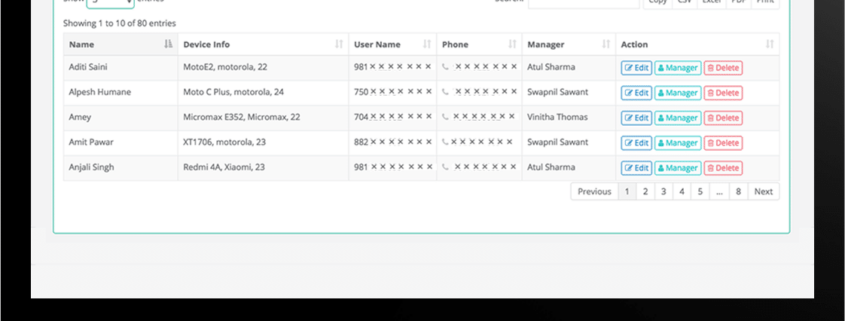 Show 5 entries Search: Copy CSV Excel PDF Print
Showing 1 to 10 of 80 entries
Name Device Info User Name Phone Manager Action
Aditi Saini MotoE2, motorola, 22 981××××××× ××××××× Atul Sharma Edit Manager Delete
Alpesh Humane Moto C Plus, motorola, 24 750××××××× ××××××× Swapnil Sawant Edit Manager Delete
Amey Micromax E352, Micromax, 22 704××××××× ××××××× Vinitha Thomas Edit Manager Delete
Amit Pawar XT1706, motorola, 23 882××××××× ××××××× Swapnil Sawant Edit Manager Delete
Anjali Singh Redmi 4A, Xiaomi, 23 981××××××× ××××××× Atul Sharma Edit Manager Delete
Previous 1 2 3 4 5 ... 8 Next